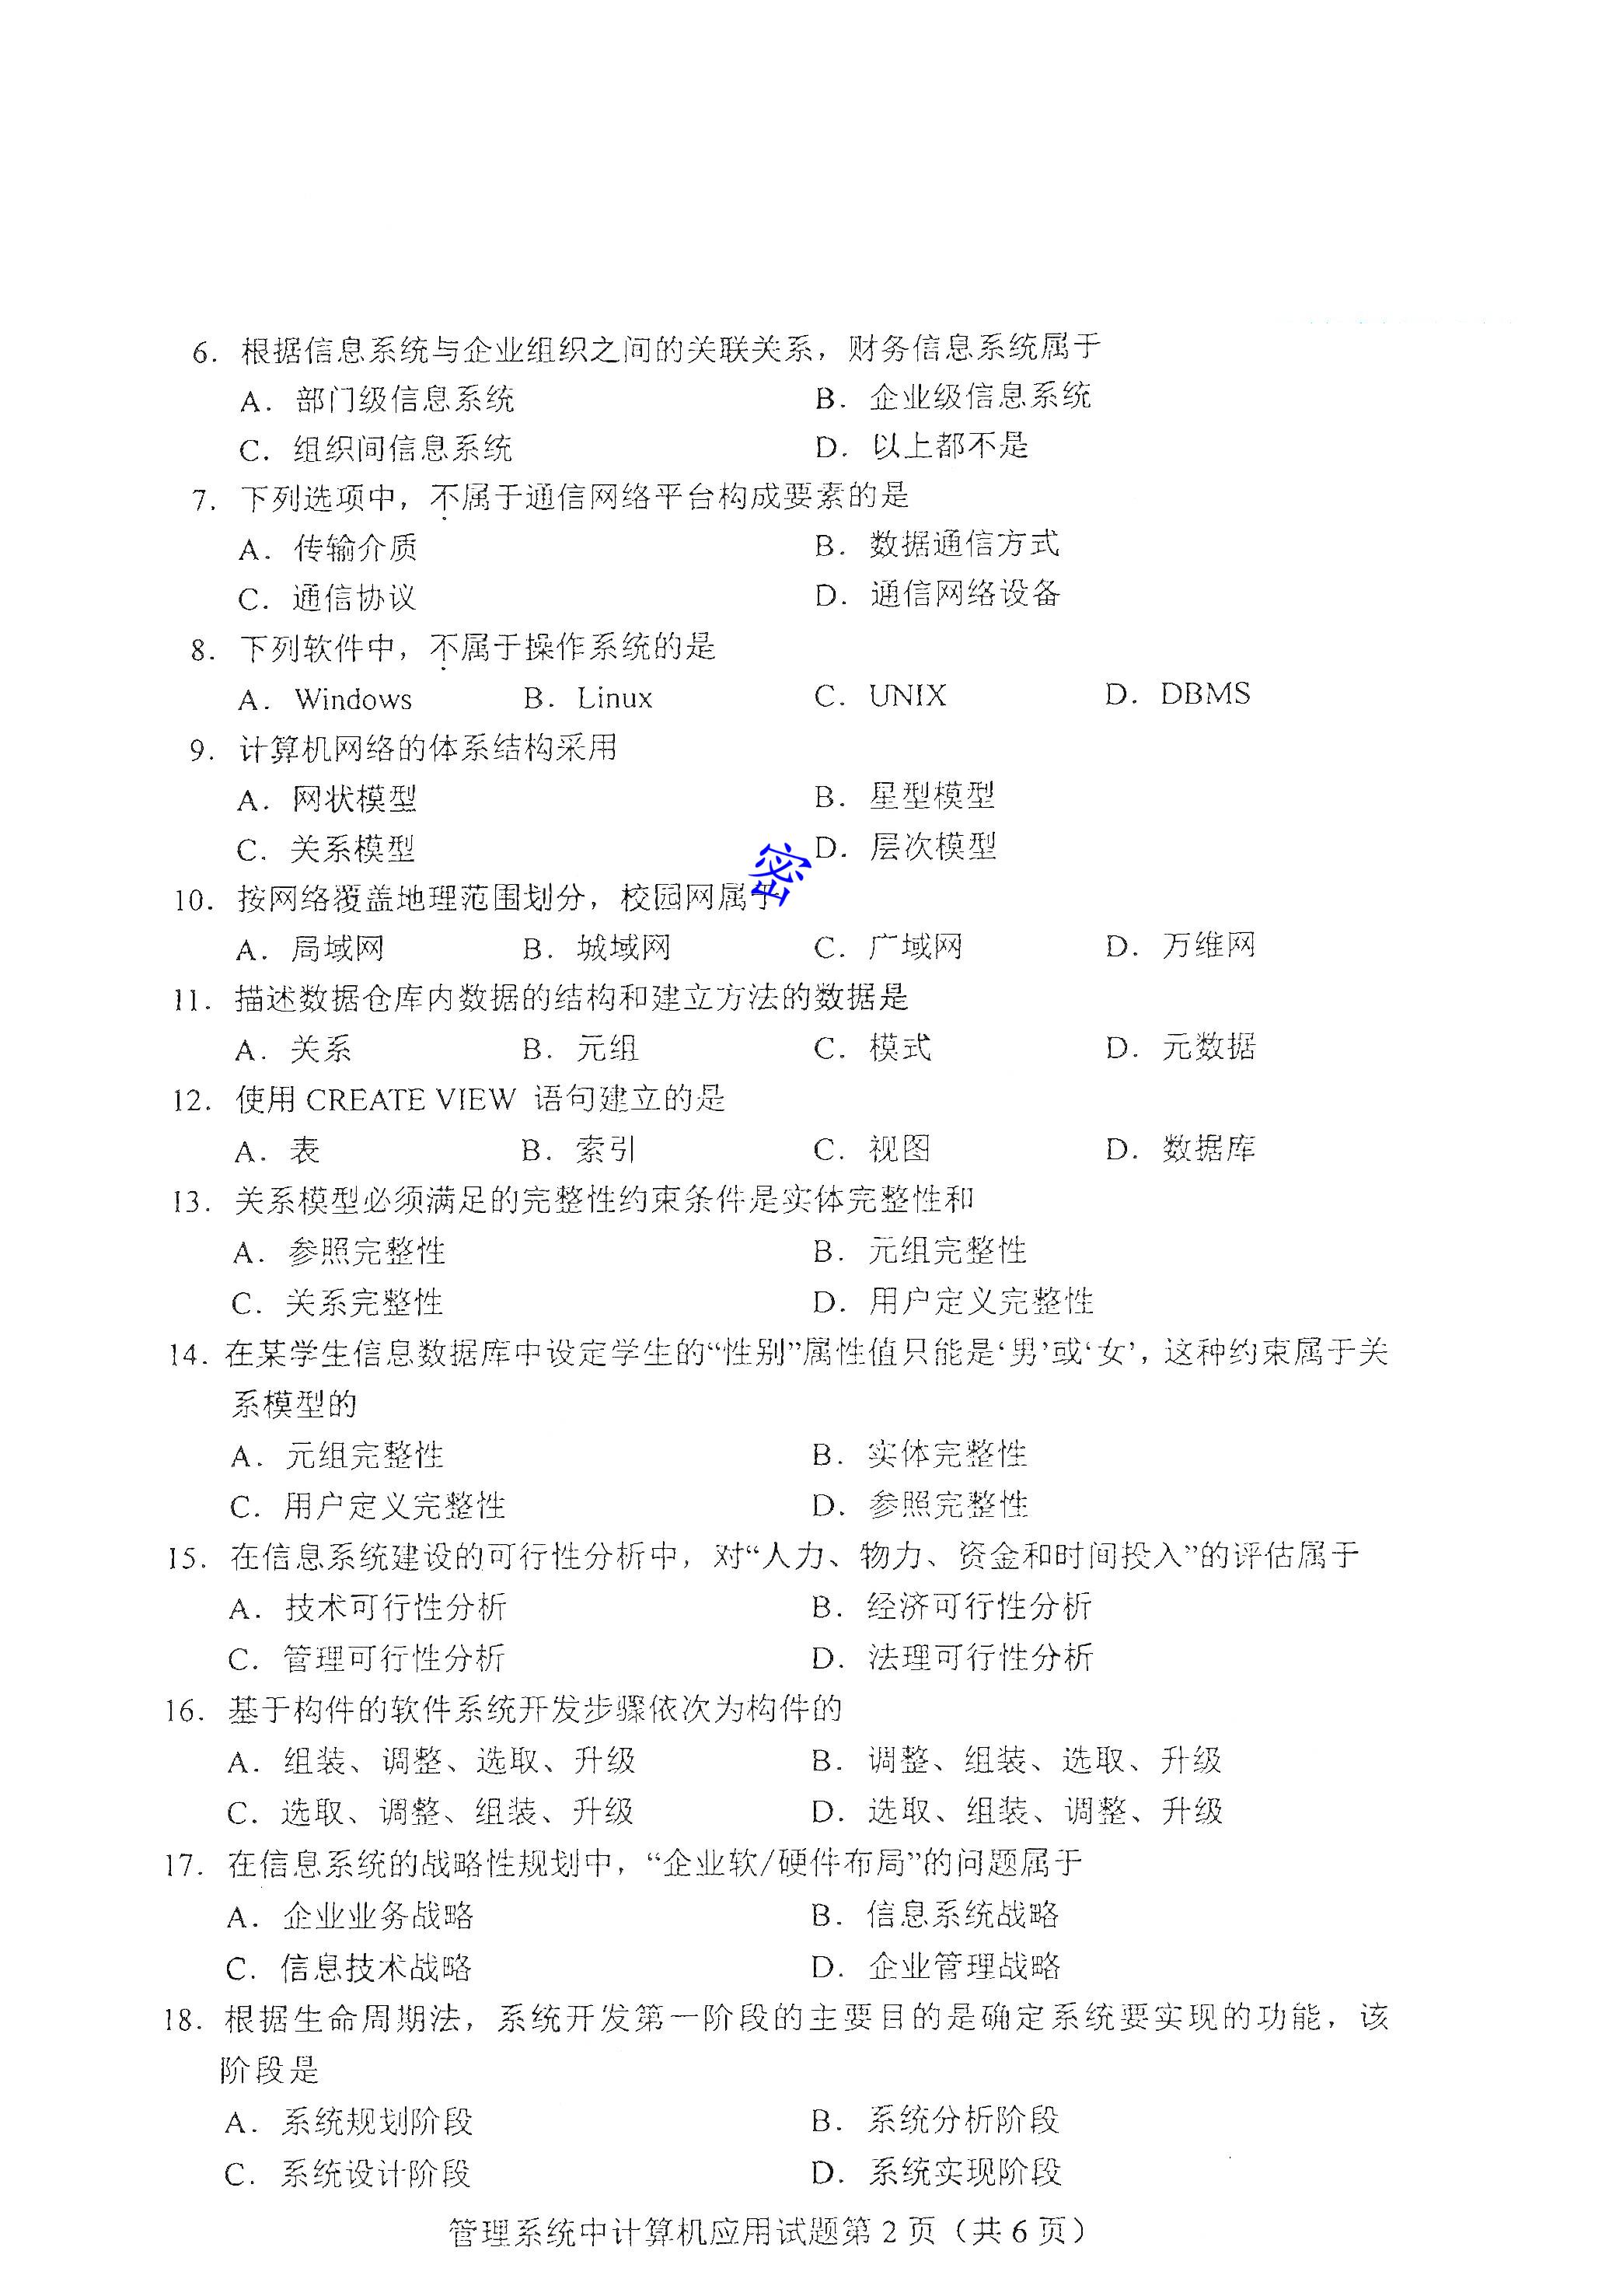 6. 根据信息系统与企业组织之间的关联关系，财务信息系统属于
A. 部门级信息系统 B. 企业级信息系统
C. 组织间信息系统 D. 以上都不是
7. 下列选项中，不属于通信网络平台构成要素的是
A. 传输介质 B. 数据通信方式
C. 通信协议 D. 通信网络设备
8. 下列软件中，不属于操作系统的是
A. Windows B. Linux C. UNIX D. DBMS
9. 计算机网络的体系结构采用
A. 网状模型 B. 星型模型
C. 关系模型 D. 层次模型
密
10. 按网络覆盖地理范围划分，校园网属于
A. 局域网 B. 城域网 C. 广域网 D. 万维网
11. 描述数据仓库内数据的结构和建立方法的数据是
A. 关系 B. 元组 C. 模式 D. 元数据
12. 使用 CREATE VIEW 语句建立的是
A. 表 B. 索引 C. 视图 D. 数据库
13. 关系模型必须满足的完整性约束条件是实体完整性和
A. 参照完整性 B. 元组完整性
C. 关系完整性 D. 用户定义完整性
14. 在某学生信息数据库中设定学生的“性别”属性值只能是‘男’或‘女’，这种约束属于关
系模型的
A. 元组完整性 B. 实体完整性
C. 用户定义完整性 D. 参照完整性
15. 在信息系统建设的可行性分析中，对“人力、物力、资金和时间投入”的评估属于
A. 技术可行性分析 B. 经济可行性分析
C. 管理可行性分析 D. 法理可行性分析
16. 基于构件的软件系统开发步骤依次为构件的
A. 组装、调整、选取、升级 B. 调整、组装、选取、升级
C. 选取、调整、组装、升级 D. 选取、组装、调整、升级
17. 在信息系统的战略性规划中，“企业软/硬件布局”的问题属于
A. 企业业务战略 B. 信息系统战略
C. 信息技术战略 D. 企业管理战略
18. 根据生命周期法，系统开发第一阶段的主要目的是确定系统要实现的功能，该
阶段是
A. 系统规划阶段 B. 系统分析阶段
C. 系统设计阶段 D. 系统实现阶段
管理系统中计算机应用试题第 2 页（共 6 页）